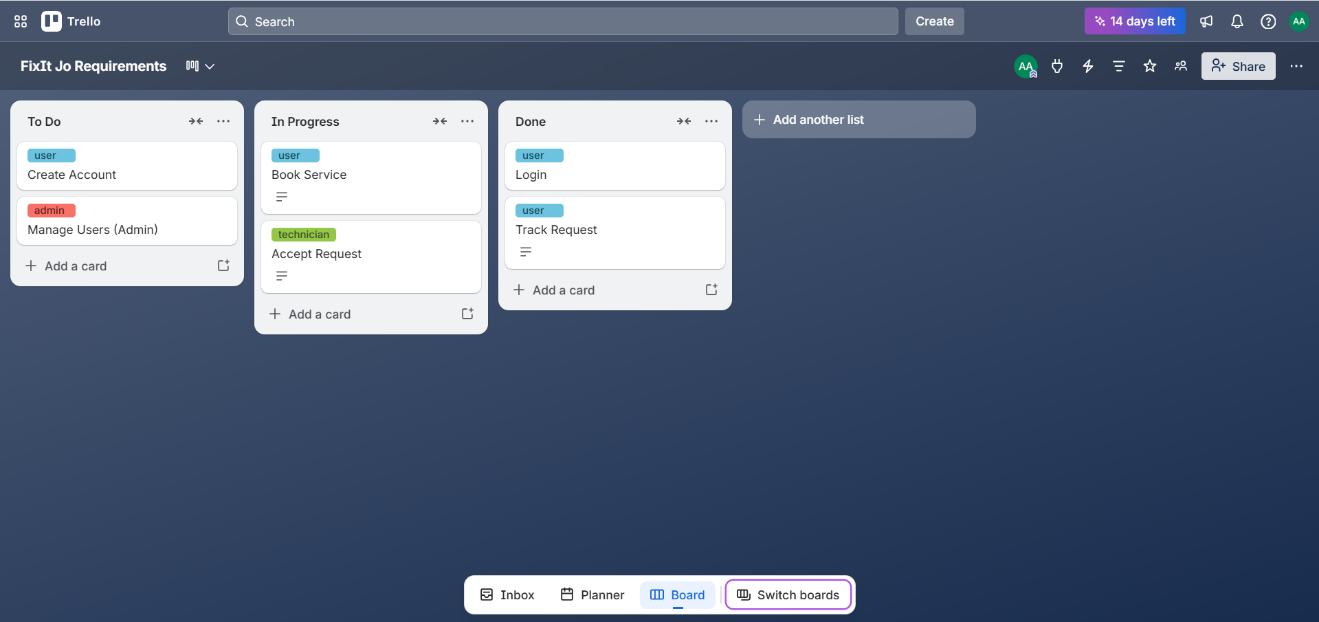 Trello
Search
Create
14 days left
AA
FixIt Jo Requirements
AA
Share
To Do
user
Create Account
admin
Manage Users (Admin)
Add a card
In Progress
user
Book Service
technician
Accept Request
Add a card
Done
user
Login
user
Track Request
Add a card
Add another list
Inbox
Planner
Board
Switch boards